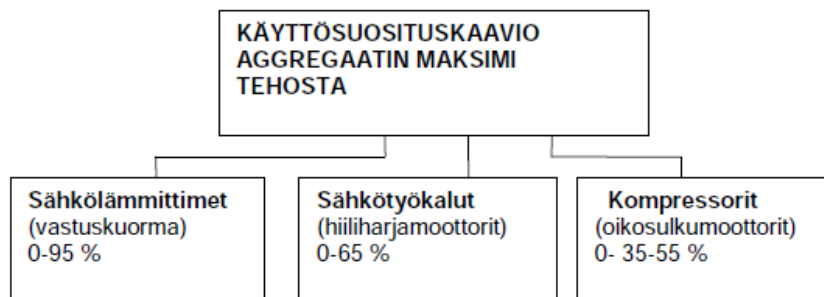 KÄYTTÖSUOSITUSKAAVIO
AGGREGAATIN MAKSIMI
TEHOSTA
Sähkölämmittimet
(vastuskuorma)
0-95 %
Sähkötyökalut
(hiiliharjamoottorit)
0-65 %
Kompressorit
(oikosulkumoottorit)
0- 35-55 %